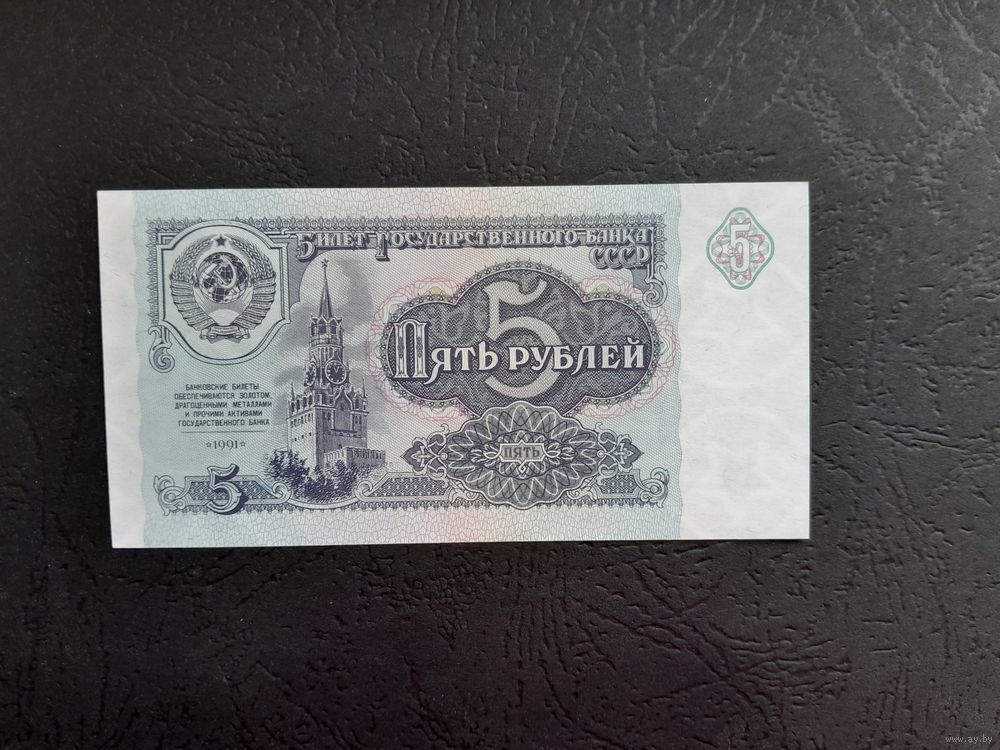 Билет Государственного Банка
СССР
5
5
Пять рублей
Банковские билеты
обеспечиваются золотом,
драгоценными металлами
и прочими активами
Государственного банка
1991
пять
5
www.ay.by